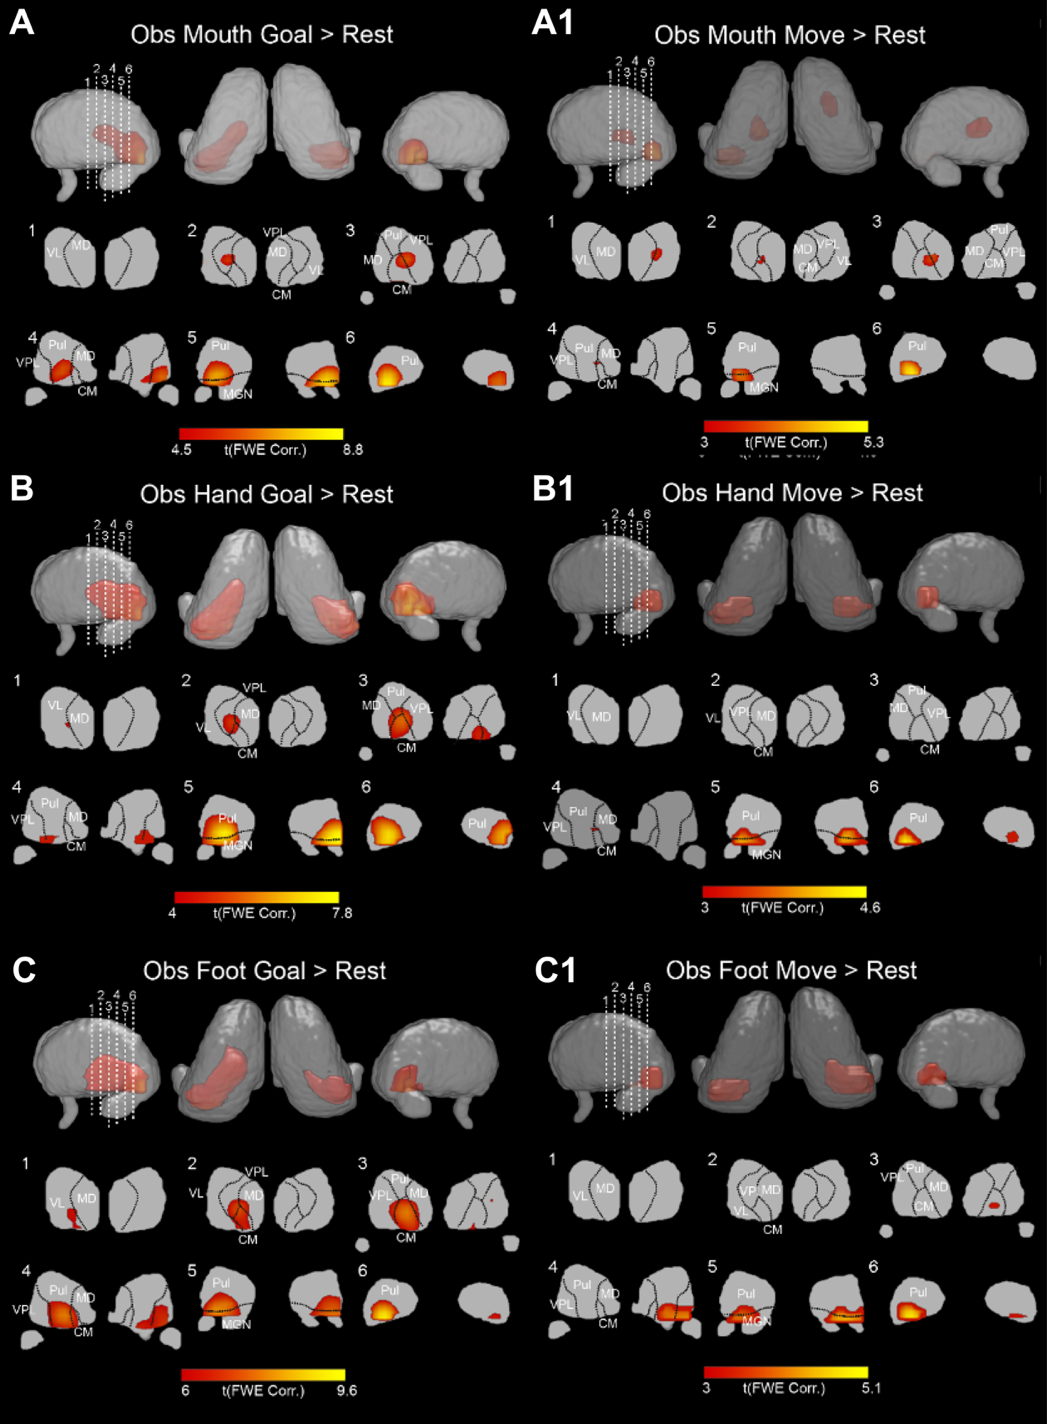 A
Obs Mouth Goal > Rest
1 2 3 4 5 6
1 VL MD
2 VPL MD VL CM
3 Pul VPL MD CM
4 Pul VPL MD CM
5 Pul MGN
6 Pul
4.5 t(FWE Corr.) 8.8
A1
Obs Mouth Move > Rest
1 2 3 4 5 6
1 VL MD
2 MD VPL CM VL
3 Pul MD VPL CM
4 Pul VPL MD CM
5 Pul MGN
6 Pul
3 t(FWE Corr.) 5.3
B
Obs Hand Goal > Rest
1 2 3 4 5 6
1 VL MD
2 VPL MD VL CM
3 Pul MD VPL CM
4 Pul VPL MD CM
5 Pul MGN
6 Pul
4 t(FWE Corr.) 7.8
B1
Obs Hand Move > Rest
1 2 3 4 5 6
1 VL MD
2 VL VPL MD CM
3 Pul MD VPL CM
4 Pul VPL MD CM
5 Pul MGN
6 Pul
3 t(FWE Corr.) 4.6
C
Obs Foot Goal > Rest
1 2 3 4 5 6
1 VL MD
2 VPL VL MD CM
3 Pul VPL MD CM
4 Pul VPL MD CM
5 Pul MGN
6 Pul
6 t(FWE Corr.) 9.6
C1
Obs Foot Move > Rest
1 2 3 4 5 6
1 VL MD
2 VP MD VL CM
3 Pul VPL MD CM
4 Pul VPL MD CM
5 Pul MGN
6 Pul
3 t(FWE Corr.) 5.1